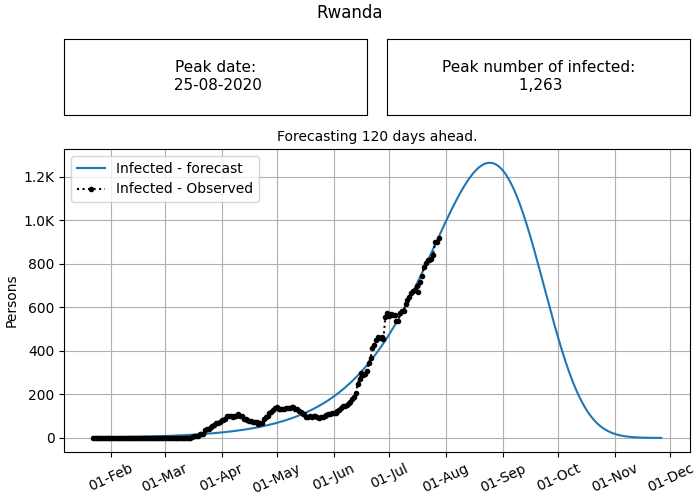 Rwanda
Peak date:
25-08-2020
Peak number of infected:
1,263
Forecasting 120 days ahead.
Infected - forecast
Infected - Observed
Persons
1.2K
1.0K
800
600
400
200
0
01-Feb
01-Mar
01-Apr
01-May
01-Jun
01-Jul
01-Aug
01-Sep
01-Oct
01-Nov
01-Dec